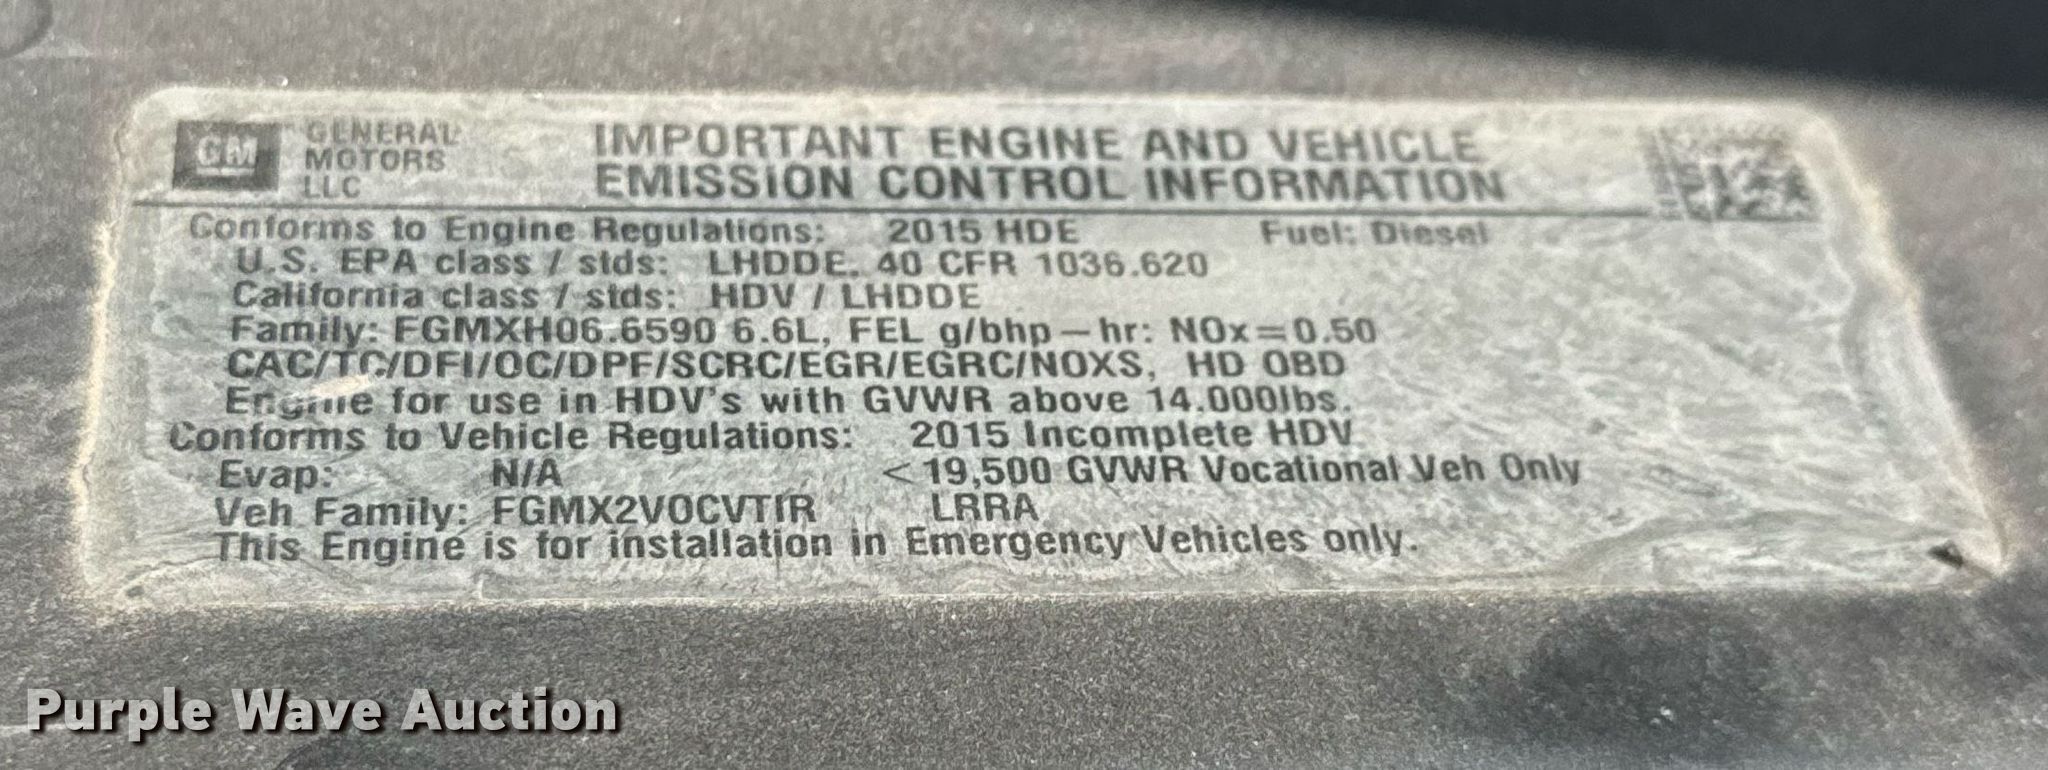 GM
GENERAL
MOTORS
LLC
IMPORTANT ENGINE AND VEHICLE
EMISSION CONTROL INFORMATION
Conforms to Engine Regulations: 2015 HDE Fuel: Diesel
U.S. EPA class / stds: LHDDE, 40 CFR 1036.620
California class / stds: HDV / LHDDE
Family: FGMXH06.6590 6.6L, FEL g/bhp-hr: NOx=0.50
CAC/TC/DFI/OC/DPF/SCRC/EGR/EGRC/NOXS, HD OBD
Engine for use in HDV's with GVWR above 14,000lbs.
Conforms to Vehicle Regulations: 2015 Incomplete HDV
Evap: N/A <19,500 GVWR Vocational Veh Only
Veh Family: FGMX2VOCVTIR LRRA
This Engine is for installation in Emergency Vehicles only.
Purple Wave Auction